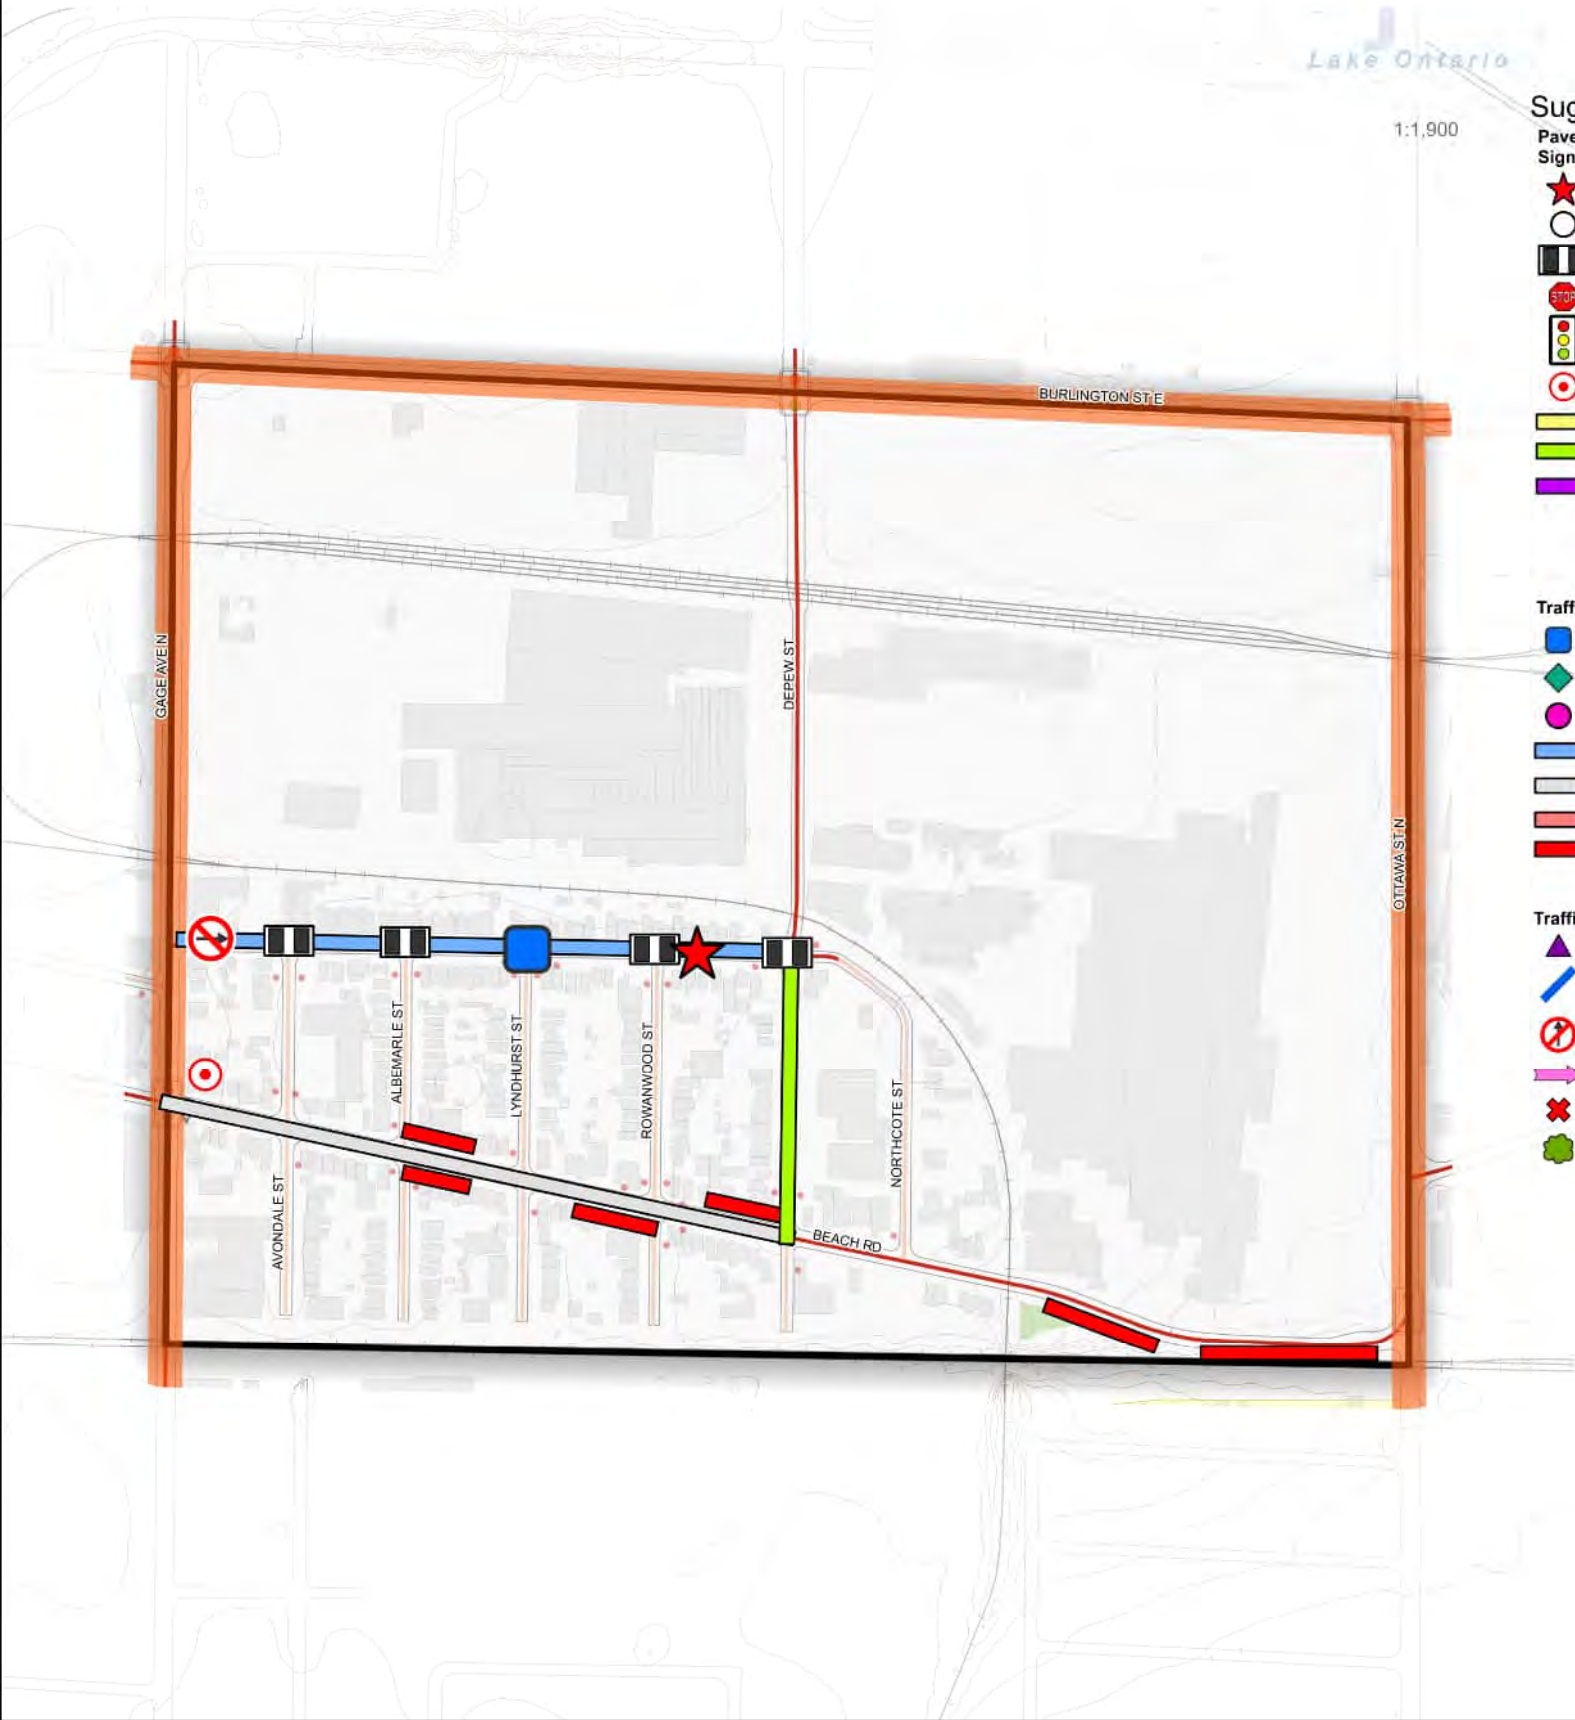 Lake Ontario
1:1,900
Sug
Pave
Sign
STOP
BURLINGTON ST E
Traff
GAGE AVE N
DEPEW ST
OTTAWA ST N
Traffi
ALBEMARLE ST
LYNDHURST ST
ROWANWOOD ST
NORTHCOTE ST
AVONDALE ST
BEACH RD